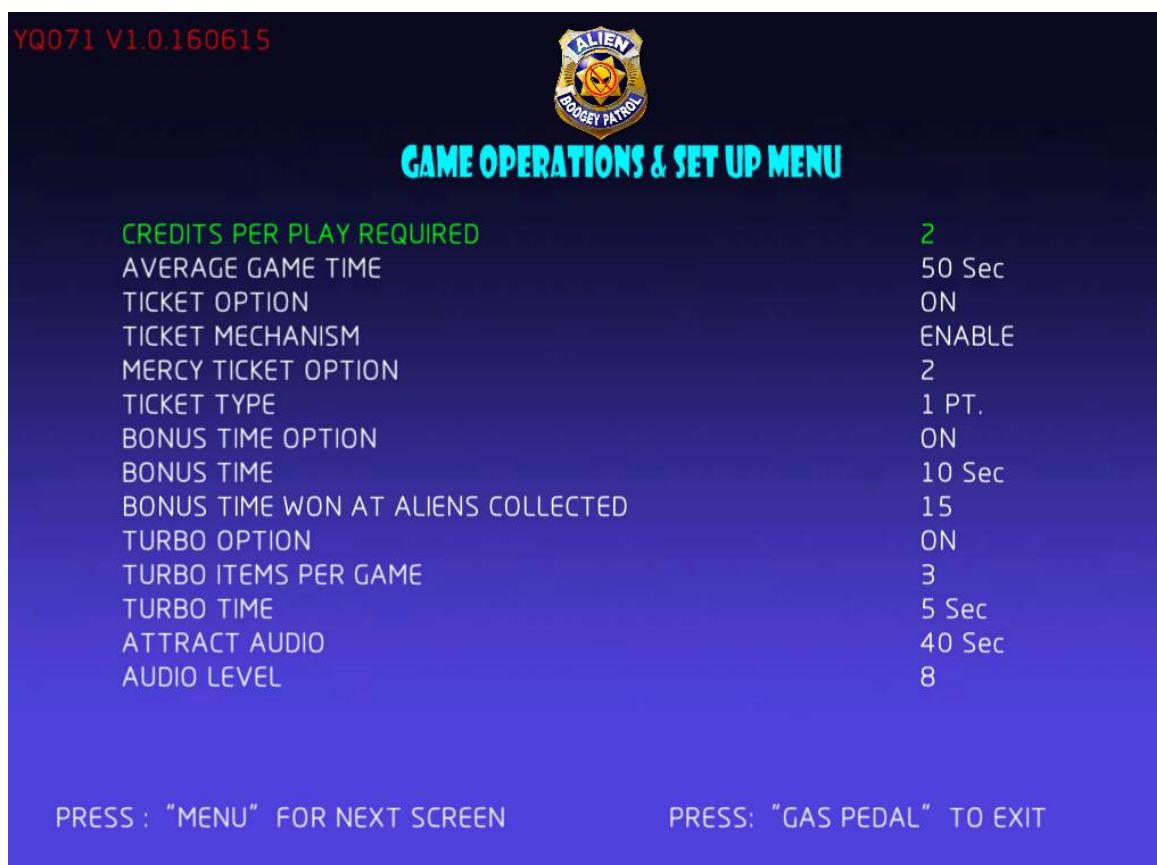 YQ071 V1.0.160615
ALIEN
BOOGEY PATROL
GAME OPERATIONS & SET UP MENU
CREDITS PER PLAY REQUIRED 2
AVERAGE GAME TIME 50 Sec
TICKET OPTION ON
TICKET MECHANISM ENABLE
MERCY TICKET OPTION 2
TICKET TYPE 1 PT.
BONUS TIME OPTION ON
BONUS TIME 10 Sec
BONUS TIME WON AT ALIENS COLLECTED 15
TURBO OPTION ON
TURBO ITEMS PER GAME 3
TURBO TIME 5 Sec
ATTRACT AUDIO 40 Sec
AUDIO LEVEL 8
PRESS : "MENU" FOR NEXT SCREEN PRESS: "GAS PEDAL" TO EXIT